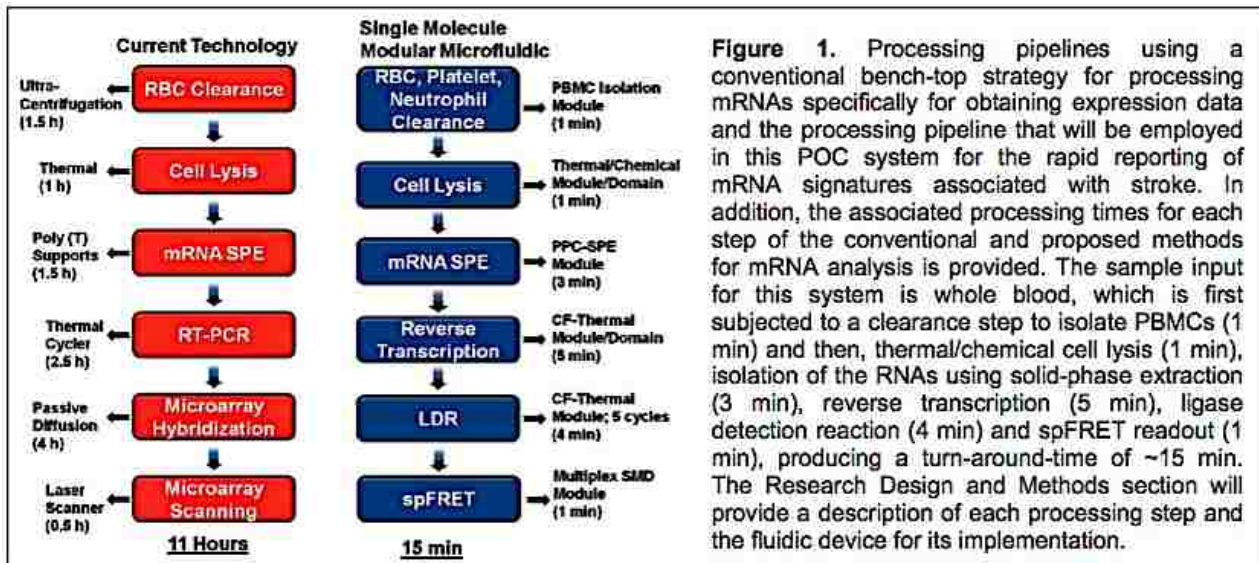 Current Technology
Ultra-
Centrifugation
(1.5 h)
RBC Clearance
Thermal
(1 h)
Cell Lysis
Poly (T)
Supports
(1.5 h)
mRNA SPE
Thermal
Cycler
(2.5 h)
RT-PCR
Passive
Diffusion
(4 h)
Microarray
Hybridization
Laser
Scanner
(0.5 h)
Microarray
Scanning
11 Hours
Single Molecule
Modular Microfluidic
RBC, Platelet,
Neutrophil
Clearance
PBMC Isolation
Module
(1 min)
Cell Lysis
Thermal/Chemical
Module/Domain
(1 min)
mRNA SPE
PPC-SPE
Module
(3 min)
Reverse
Transcription
CF-Thermal
Module/Domain
(5 min)
LDR
CF-Thermal
Module; 5 cycles
(4 min)
spFRET
Multiplex SMD
Module
(1 min)
15 min
Figure 1. Processing pipelines using a
conventional bench-top strategy for processing
mRNAs specifically for obtaining expression data
and the processing pipeline that will be employed
in this POC system for the rapid reporting of
mRNA signatures associated with stroke. In
addition, the associated processing times for each
step of the conventional and proposed methods
for mRNA analysis is provided. The sample input
for this system is whole blood, which is first
subjected to a clearance step to isolate PBMCs (1
min) and then, thermal/chemical cell lysis (1 min),
isolation of the RNAs using solid-phase extraction
(3 min), reverse transcription (5 min), ligase
detection reaction (4 min) and spFRET readout (1
min), producing a turn-around-time of ~15 min.
The Research Design and Methods section will
provide a description of each processing step and
the fluidic device for its implementation.